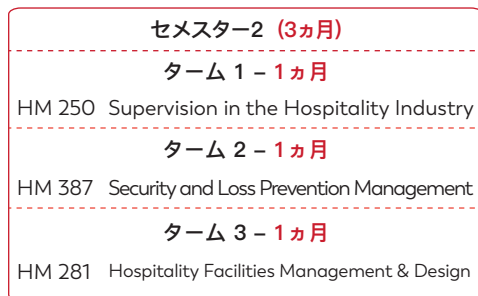 セメスター2 (3ヵ月)
ターム 1 – 1ヵ月
HM 250 Supervision in the Hospitality Industry
ターム 2 – 1ヵ月
HM 387 Security and Loss Prevention Management
ターム 3 – 1ヵ月
HM 281 Hospitality Facilities Management & Design